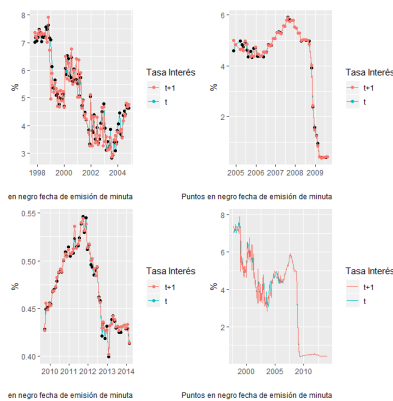 8
7
6
5
4
3
%
1998 2000 2002 2004
Tasa Interés
t+1
t
en negro fecha de emisión de minuta
6
4
2
%
2005 2006 2007 2008 2009
Tasa Interés
t+1
t
Puntos en negro fecha de emisión de minuta
0.55
0.50
0.45
0.40
%
2010 2011 2012 2013 2014
Tasa Interés
t+1
t
en negro fecha de emisión de minuta
8
6
4
2
%
2000 2005 2010
Tasa Interés
t+1
t
Puntos en negro fecha de emisión de minuta